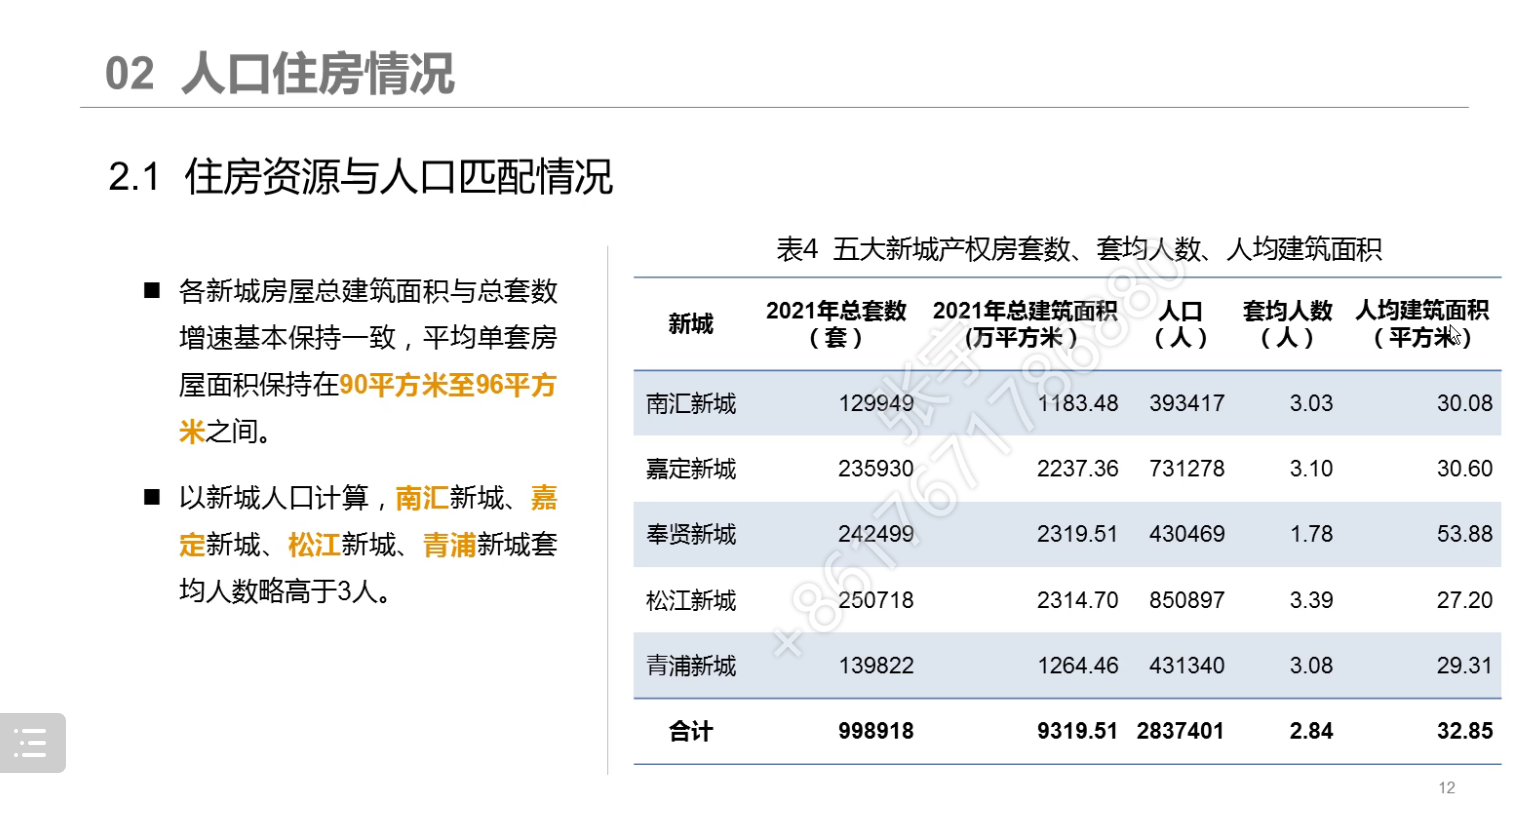 02 人口住房情况
2.1 住房资源与人口匹配情况
■ 各新城房屋总建筑面积与总套数
增速基本保持一致，平均单套房
屋面积保持在90平方米至96平方
米之间。
■ 以新城人口计算，南汇新城、嘉
定新城、松江新城、青浦新城套
均人数略高于3人。
表4 五大新城产权房套数、套均人数、人均建筑面积
新城 2021年总套数（套） 2021年总建筑面积(万平方米） 人口（人） 套均人数（人） 人均建筑面积（平方米）
南汇新城 129949 1183.48 393417 3.03 30.08
嘉定新城 235930 2237.36 731278 3.10 30.60
奉贤新城 242499 2319.51 430469 1.78 53.88
松江新城 250718 2314.70 850897 3.39 27.20
青浦新城 139822 1264.46 431340 3.08 29.31
合计 998918 9319.51 2837401 2.84 32.85
张宇
+8617671786880
12